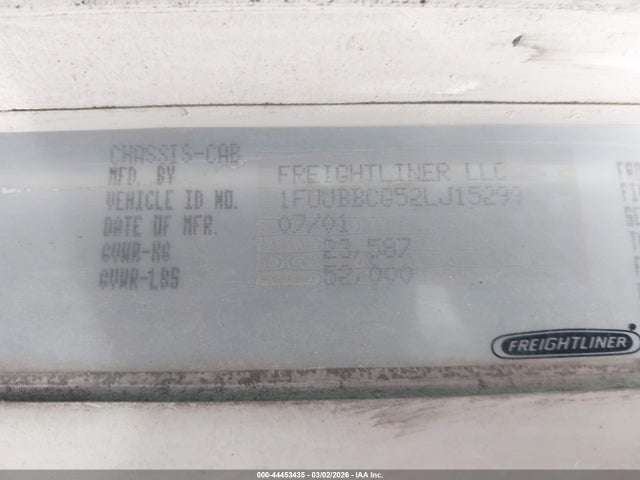 CHASSIS-CAB
MFD. BY FREIGHTLINER LLC
VEHICLE ID NO.
DATE OF MFR. 07/01
GVWR-KG 23,587
GVWR-LBS 52,000
FREIGHTLINER
000-44453435 | 03/02/2026 | IAA Inc.